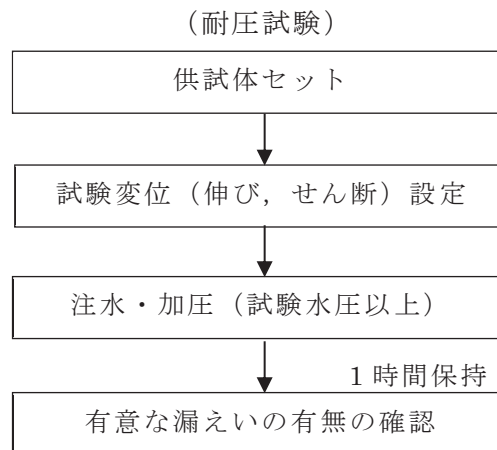 （耐圧試験）
供試体セット
試験変位（伸び，せん断）設定
注水・加圧（試験水圧以上）
１時間保持
有意な漏えいの有無の確認